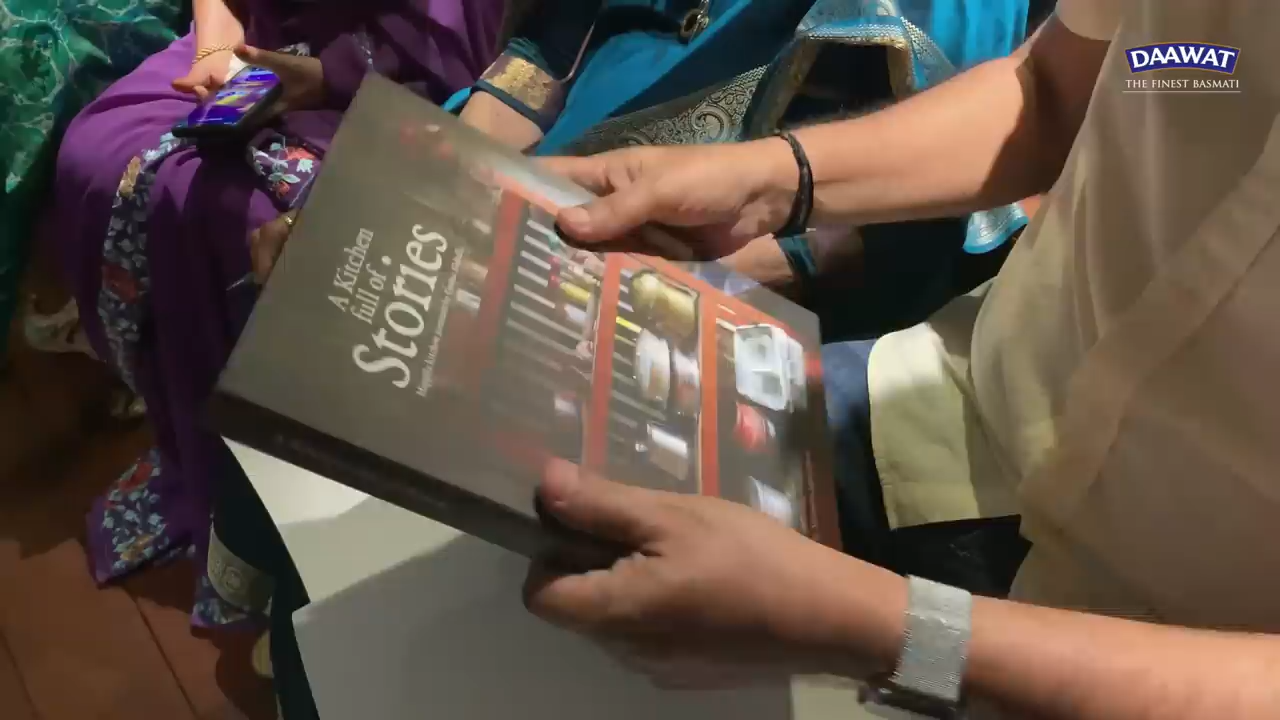 DAAWAT
THE FINEST BASMATI
A Kitchen
full of
Stories